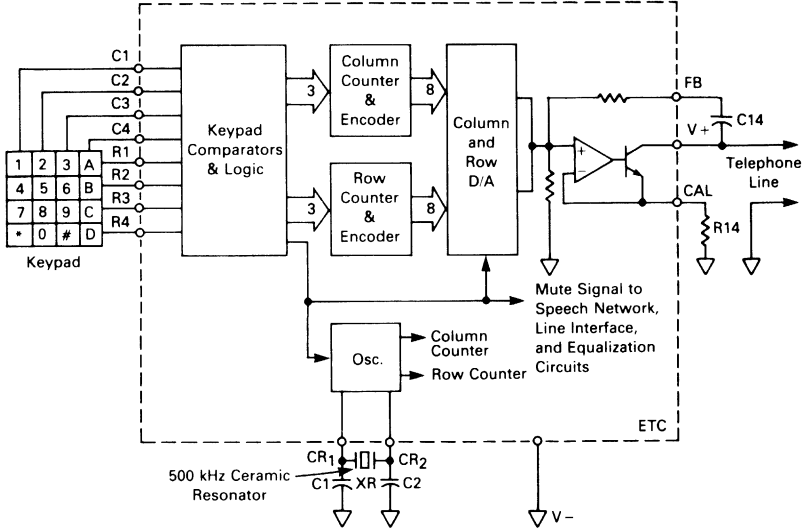 C1
C2
C3
C4
R1
R2
R3
R4
1 2 3 A
4 5 6 B
7 8 9 C
* 0 # D
Keypad
Keypad
Comparators
& Logic
3
3
Column
Counter
&
Encoder
Row
Counter
&
Encoder
8
8
Column
and
Row
D/A
+
−
FB
C14
V+
Telephone
Line
CAL
R14
Mute Signal to
Speech Network,
Line Interface,
and Equalization
Circuits
Osc.
Column
Counter
Row Counter
ETC
CR1
CR2
500 kHz Ceramic
Resonator
C1 XR C2
V−